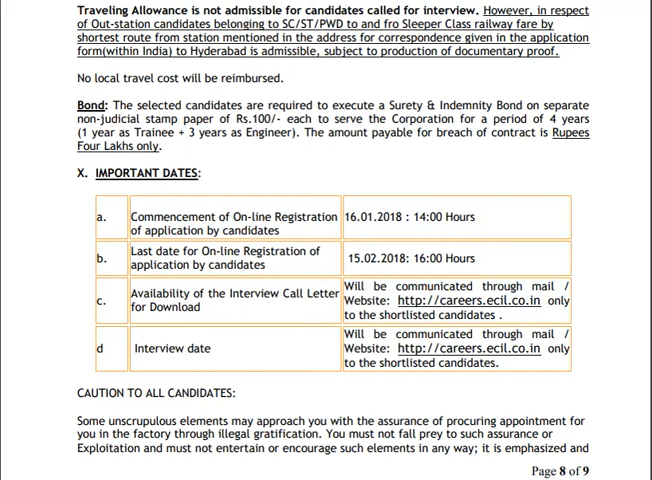 Traveling Allowance is not admissible for candidates called for interview. However, in respect
of Out-station candidates belonging to SC/ST/PWD to and fro Sleeper Class railway fare by
shortest route from station mentioned in the address for correspondence given in the application
form(within India) to Hyderabad is admissible, subject to production of documentary proof.
No local travel cost will be reimbursed.
Bond: The selected candidates are required to execute a Surety & Indemnity Bond on separate
non-judicial stamp paper of Rs.100/- each to serve the Corporation for a period of 4 years
(1 year as Trainee + 3 years as Engineer). The amount payable for breach of contract is Rupees
Four Lakhs only.
X. IMPORTANT DATES:
a. Commencement of On-line Registration 16.01.2018 : 14:00 Hours
of application by candidates
b. Last date for On-line Registration of
application by candidates 15.02.2018: 16:00 Hours
c. Availability of the Interview Call Letter
for Download
Will be communicated through mail /
Website: http://careers.ecil.co.in only
to the shortlisted candidates .
d Interview date
Will be communicated through mail /
Website: http://careers.ecil.co.in only
to the shortlisted candidates.
CAUTION TO ALL CANDIDATES:
Some unscrupulous elements may approach you with the assurance of procuring appointment for
you in the factory through illegal gratification. You must not fall prey to such assurance or
Exploitation and must not entertain or encourage such elements in any way; it is emphasized and
Page 8 of 9